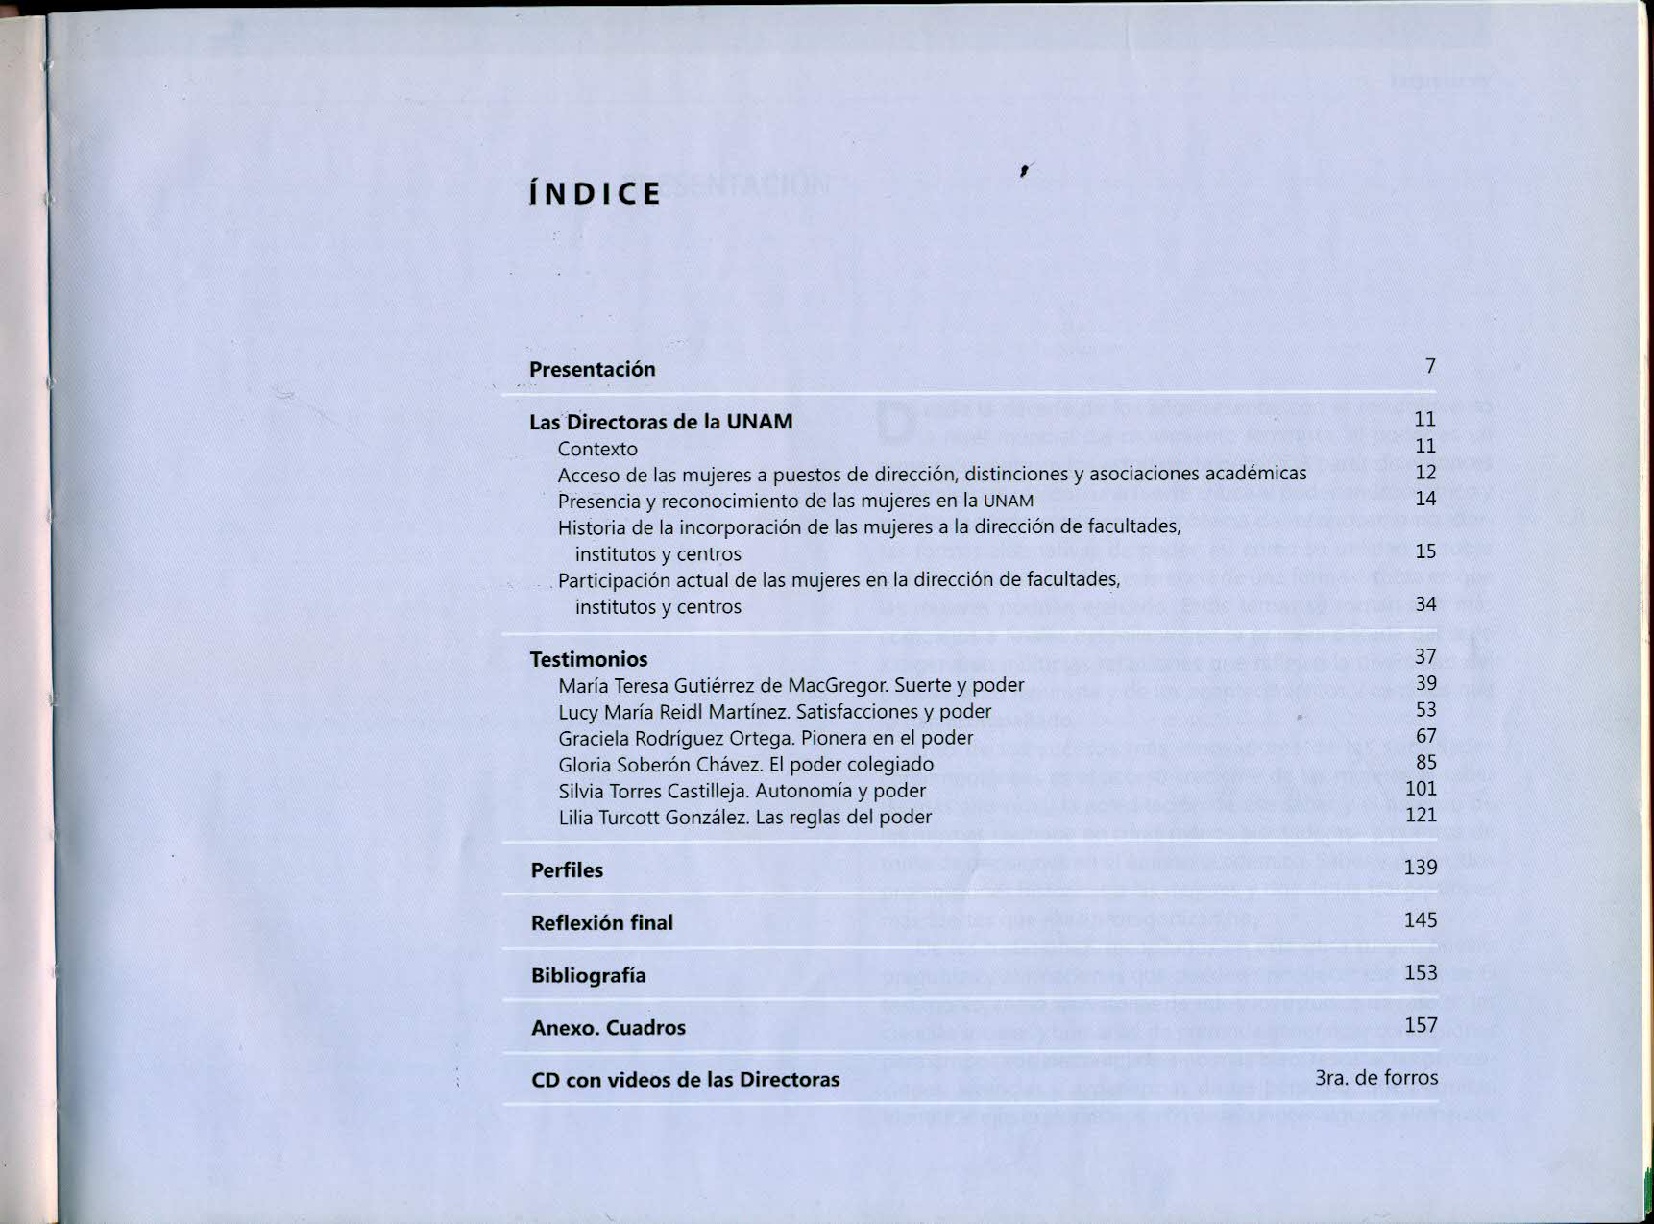 ÍNDICE
Presentación 7
Las Directoras de la UNAM 11
Contexto 11
Acceso de las mujeres a puestos de dirección, distinciones y asociaciones académicas 12
Presencia y reconocimiento de las mujeres en la UNAM 14
Historia de la incorporación de las mujeres a la dirección de facultades,
institutos y centros 15
Participación actual de las mujeres en la dirección de facultades,
institutos y centros 34
Testimonios 37
María Teresa Gutiérrez de MacGregor. Suerte y poder 39
Lucy María Reidl Martínez. Satisfacciones y poder 53
Graciela Rodríguez Ortega. Pionera en el poder 67
Gloria Soberón Chávez. El poder colegiado 85
Silvia Torres Castilleja. Autonomía y poder 101
Lilia Turcott González. Las reglas del poder 121
Perfiles 139
Reflexión final 145
Bibliografía 153
Anexo. Cuadros 157
CD con videos de las Directoras 3ra. de forros